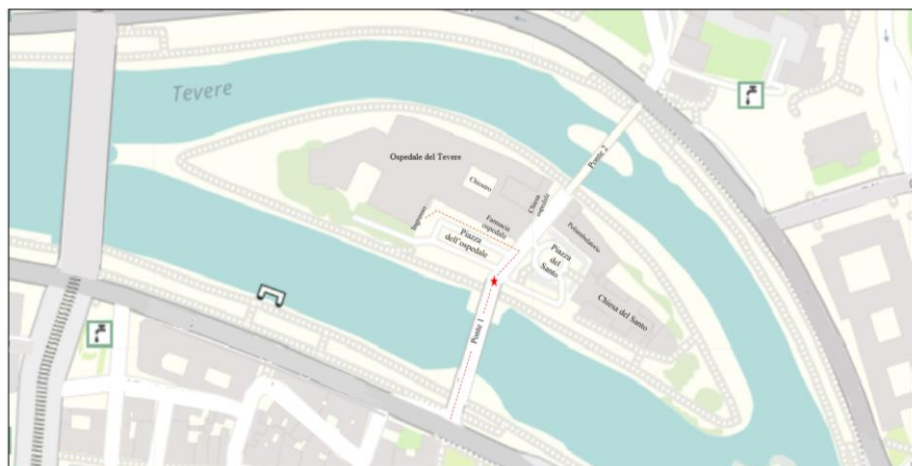 Tevere
Ospedale del Tevere
Ponte 2
Chiostro
Chiesa
ospedale
Ingresso
Farmacia
ospedale
Poliambulatorio
Piazza
dell'ospedale
Piazza
del
Santo
Chiesa del Santo
Ponte 1